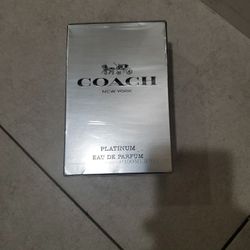 COACH
NEW YORK
PLATINUM
EAU DE PARFUM